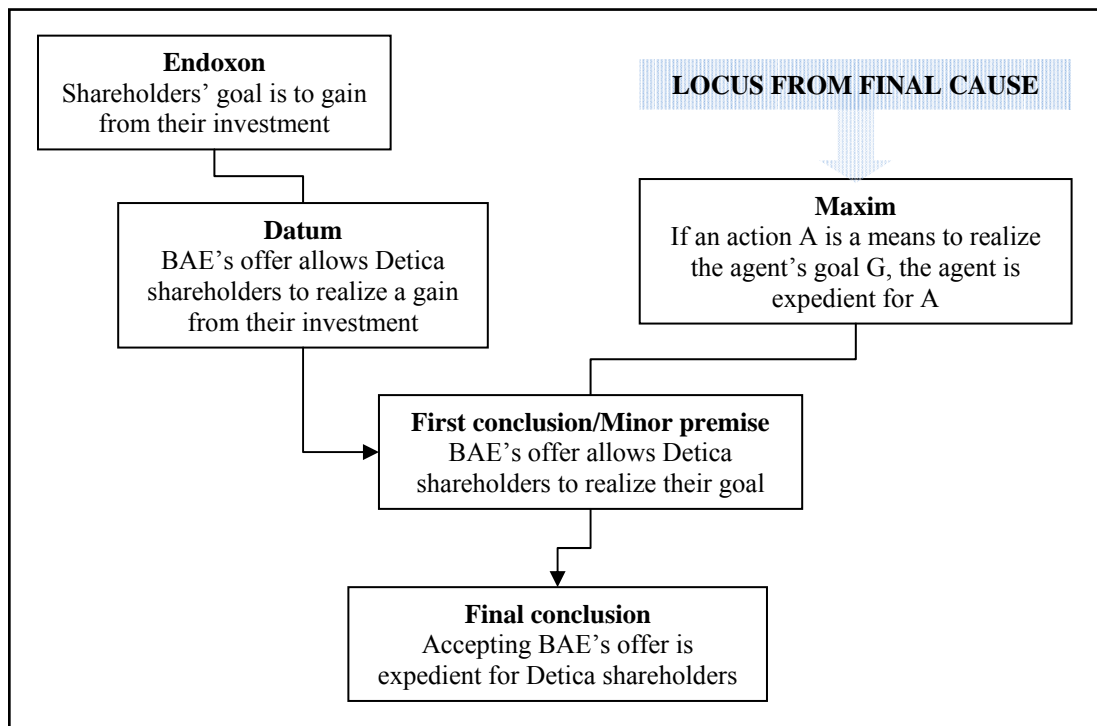 Endoxon
Shareholders’ goal is to gain
from their investment
LOCUS FROM FINAL CAUSE
Datum
BAE’s offer allows Detica
shareholders to realize a gain
from their investment
Maxim
If an action A is a means to realize
the agent’s goal G, the agent is
expedient for A
First conclusion/Minor premise
BAE’s offer allows Detica
shareholders to realize their goal
Final conclusion
Accepting BAE’s offer is
expedient for Detica shareholders